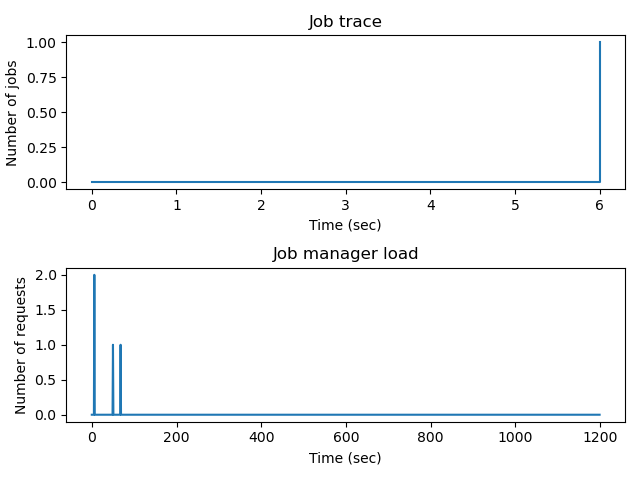 Job trace
Number of jobs
1.00
0.75
0.50
0.25
0.00
0 1 2 3 4 5 6
Time (sec)
Job manager load
Number of requests
2.0
1.5
1.0
0.5
0.0
0 200 400 600 800 1000 1200
Time (sec)